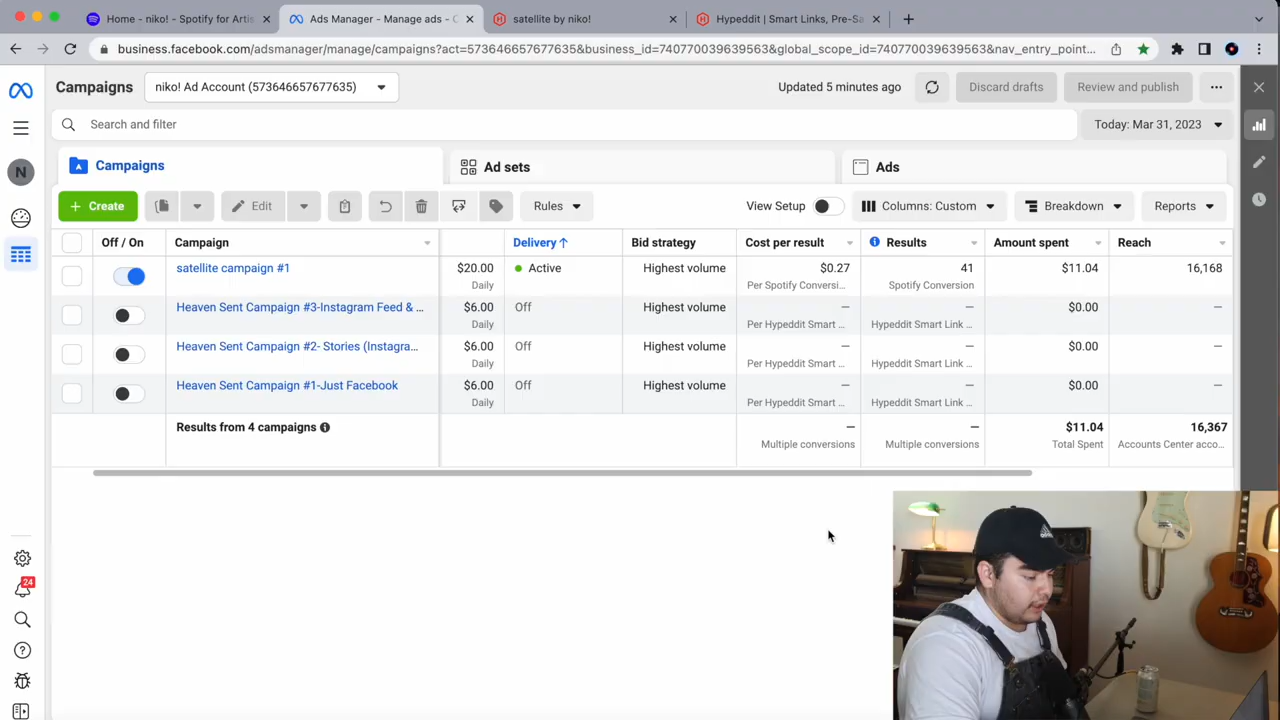 Home - niko! - Spotify for Artis
Ads Manager - Manage ads - C
satellite by niko!
Hypeddit | Smart Links, Pre-Sa
business.facebook.com/adsmanager/manage/campaigns?act=573646657677635&business_id=740770039639563&global_scope_id=740770039639563&nav_entry_point...
Campaigns
niko! Ad Account (573646657677635)
Updated 5 minutes ago
Discard drafts
Review and publish
Search and filter
Today: Mar 31, 2023
N
Campaigns
Ad sets
Ads
+ Create
Edit
Rules
View Setup
Columns: Custom
Breakdown
Reports
Off / On Campaign Delivery ↑ Bid strategy Cost per result Results Amount spent Reach
satellite campaign #1 $20.00 Active Highest volume $0.27 41 $11.04 16,168
Daily Per Spotify Conversi... Spotify Conversion
Heaven Sent Campaign #3-Instagram Feed & ... $6.00 Off Highest volume — — $0.00 —
Daily Per Hypeddit Smart ... Hypeddit Smart Link ...
Heaven Sent Campaign #2- Stories (Instagra... $6.00 Off Highest volume — — $0.00 —
Daily Per Hypeddit Smart ... Hypeddit Smart Link ...
Heaven Sent Campaign #1-Just Facebook $6.00 Off Highest volume — — $0.00 —
Daily Per Hypeddit Smart ... Hypeddit Smart Link ...
Results from 4 campaigns — — $11.04 16,367
Multiple conversions Multiple conversions Total Spent Accounts Center acco...
24